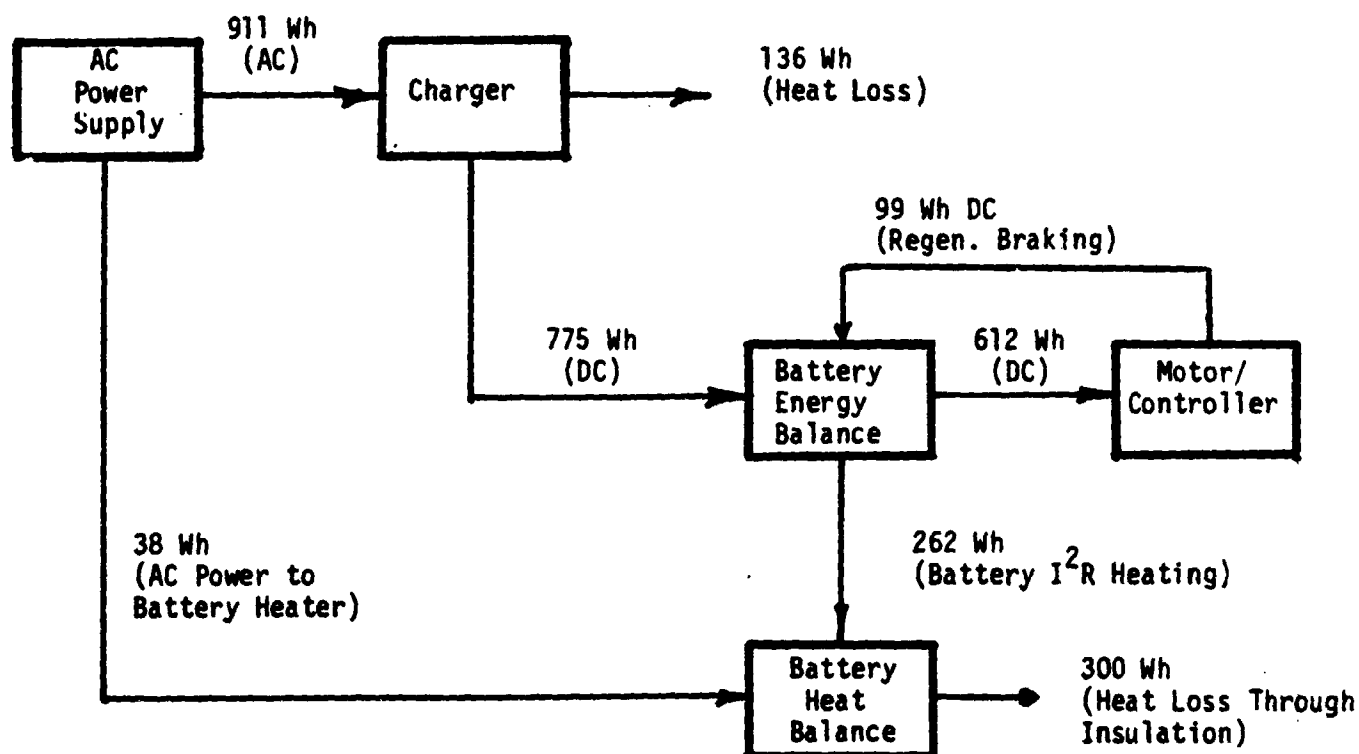 911 Wh
(AC)
AC
Power
Supply
Charger
136 Wh
(Heat Loss)
99 Wh DC
(Regen. Braking)
775 Wh
(DC)
Battery
Energy
Balance
612 Wh
(DC)
Motor/
Controller
38 Wh
(AC Power to
Battery Heater)
262 Wh
(Battery I²R Heating)
Battery
Heat
Balance
300 Wh
(Heat Loss Through
Insulation)